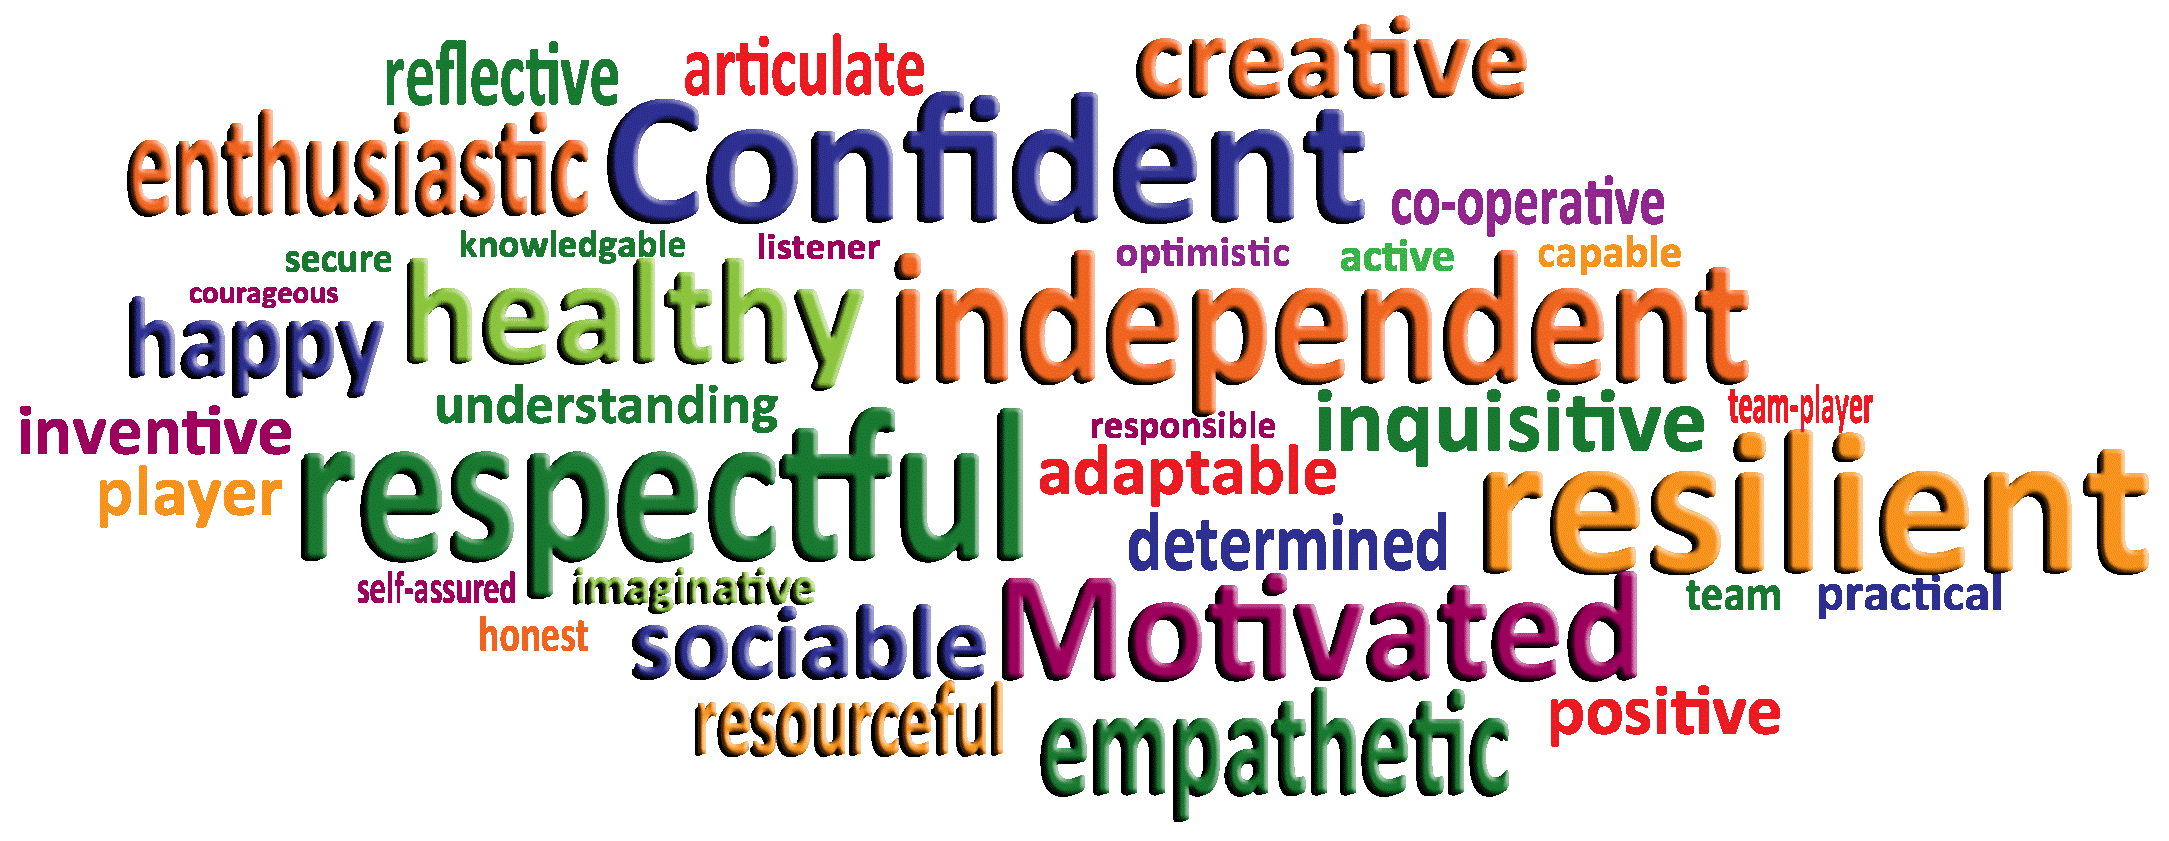 reflective articulate creative
enthusiastic Confident co-operative
secure knowledgable listener optimistic active capable
courageous
happy healthy independent
understanding team-player
inventive responsible inquisitive
player respectful adaptable resilient
determined
self-assured imaginative team practical
honest sociable Motivated
resourceful empathetic positive